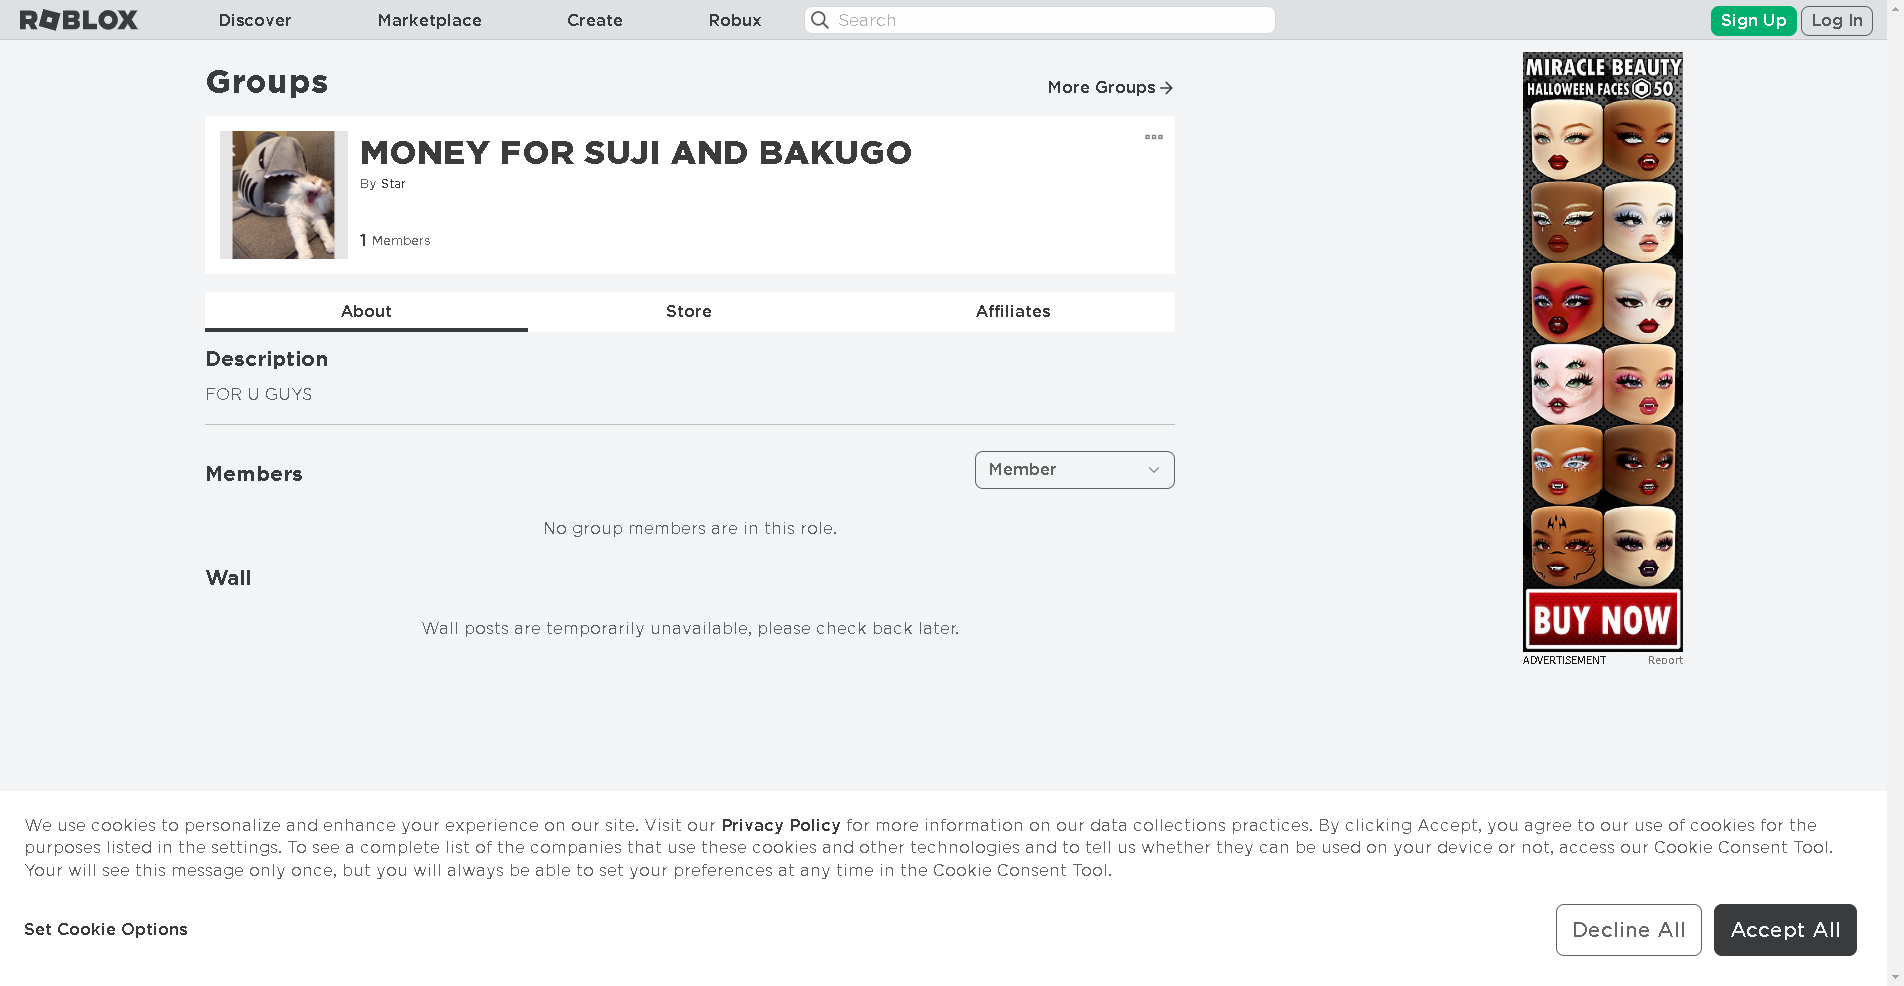 ROBLOX
Discover
Marketplace
Create
Robux
Search
Sign Up
Log In
Groups
More Groups
MONEY FOR SUJI AND BAKUGO
By Star
1 Members
About
Store
Affiliates
Description
FOR U GUYS
Members
Member
No group members are in this role.
Wall
Wall posts are temporarily unavailable, please check back later.
MIRACLE BEAUTY
HALLOWEEN FACES 50
BUY NOW
ADVERTISEMENT
Report
We use cookies to personalize and enhance your experience on our site. Visit our Privacy Policy for more information on our data collections practices. By clicking Accept, you agree to our use of cookies for the
purposes listed in the settings. To see a complete list of the companies that use these cookies and other technologies and to tell us whether they can be used on your device or not, access our Cookie Consent Tool.
Your will see this message only once, but you will always be able to set your preferences at any time in the Cookie Consent Tool.
Set Cookie Options
Decline All
Accept All